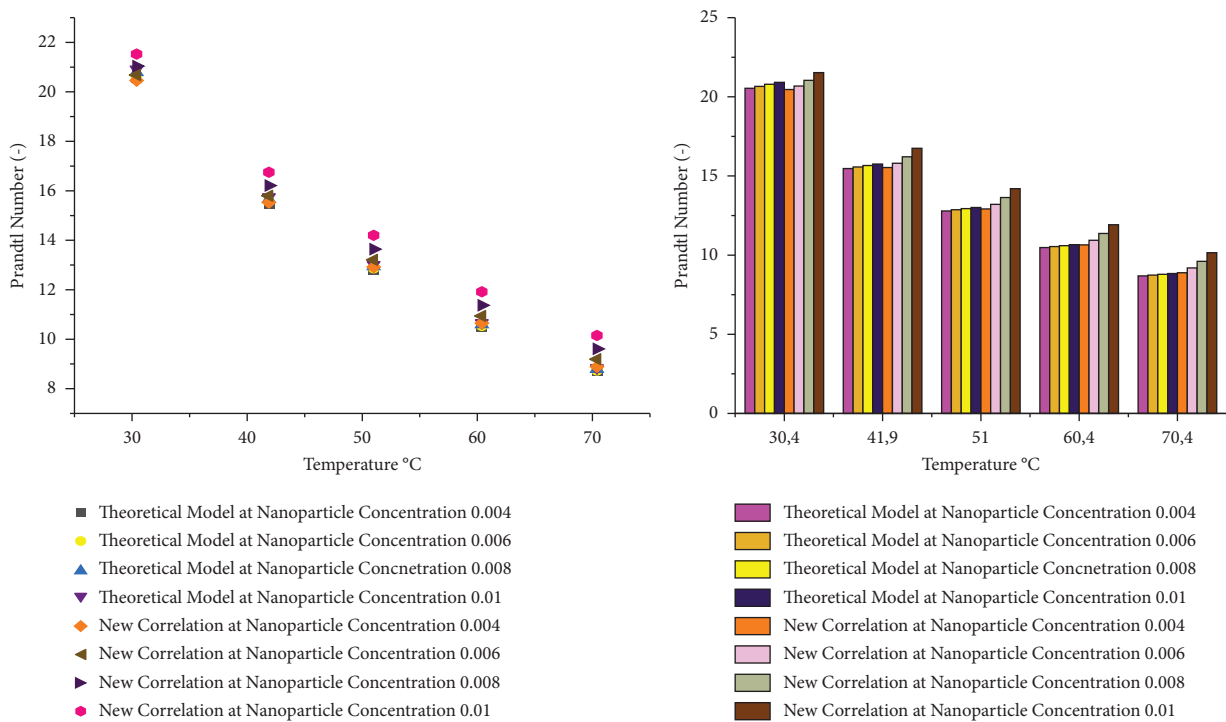 22
20
18
16
14
12
10
8
Prandtl Number (-)
30
40
50
60
70
Temperature °C
Theoretical Model at Nanoparticle Concentration 0.004
Theoretical Model at Nanoparticle Concentration 0.006
Theoretical Model at Nanoparticle Concnetration 0.008
Theoretical Model at Nanoparticle Concentration 0.01
New Correlation at Nanoparticle Concentration 0.004
New Correlation at Nanoparticle Concentration 0.006
New Correlation at Nanoparticle Concentration 0.008
New Correlation at Nanoparticle Concentration 0.01
25
20
15
10
5
0
Prandtl Number (-)
30,4
41,9
51
60,4
70,4
Temperature °C
Theoretical Model at Nanoparticle Concentration 0.004
Theoretical Model at Nanoparticle Concentration 0.006
Theoretical Model at Nanoparticle Concnetration 0.008
Theoretical Model at Nanoparticle Concentration 0.01
New Correlation at Nanoparticle Concentration 0.004
New Correlation at Nanoparticle Concentration 0.006
New Correlation at Nanoparticle Concentration 0.008
New Correlation at Nanoparticle Concentration 0.01